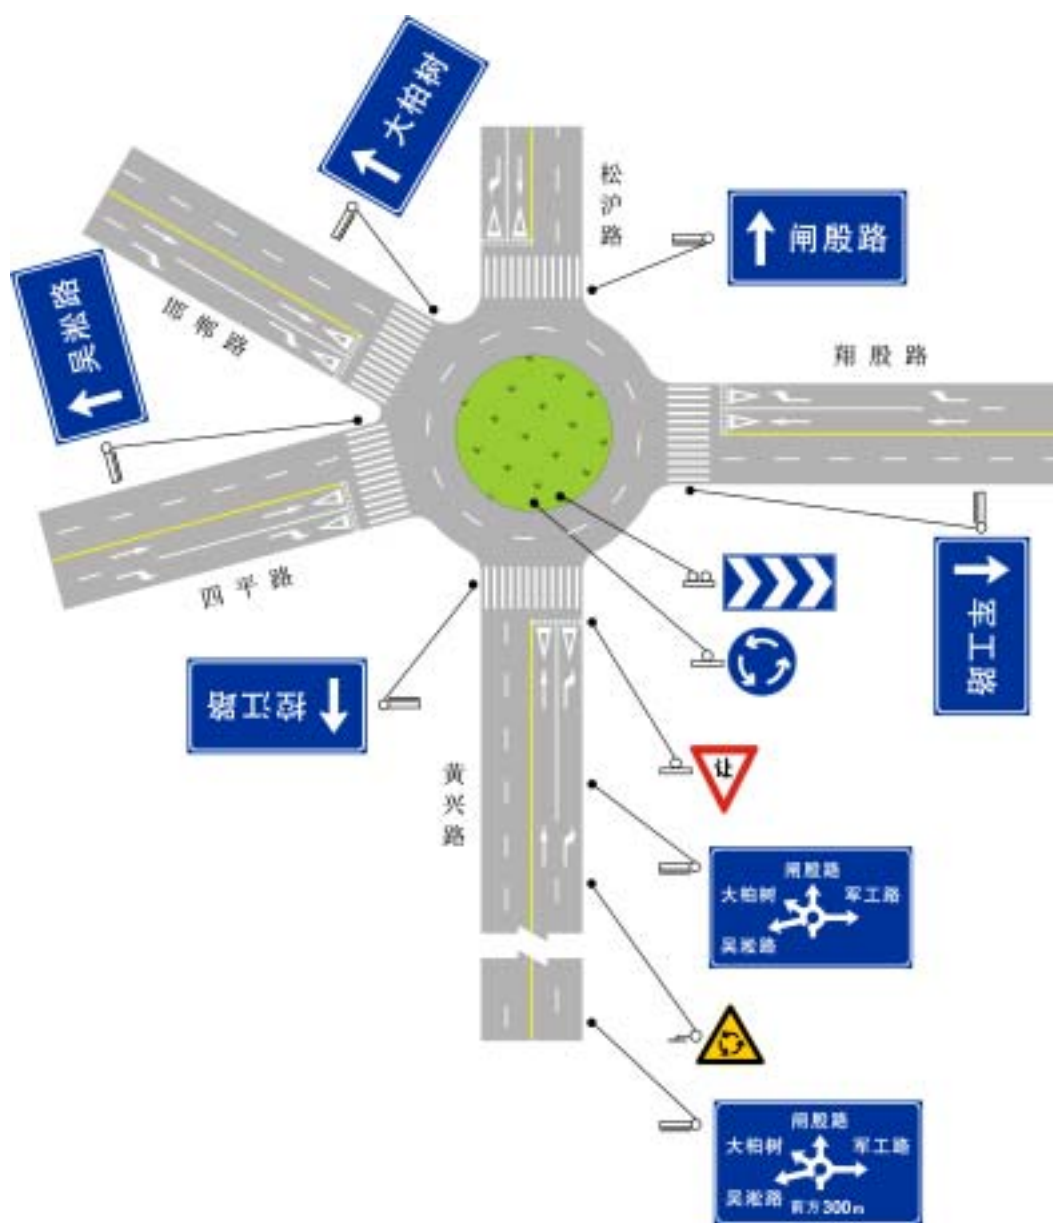 大柏树
松沪路
闸殷路
吴淞路
邯郸路
翔殷路
四平路
军工路
控江路
黄兴路
让
闸殷路
大柏树
军工路
吴淞路
闸殷路
大柏树
军工路
吴淞路
前方300m